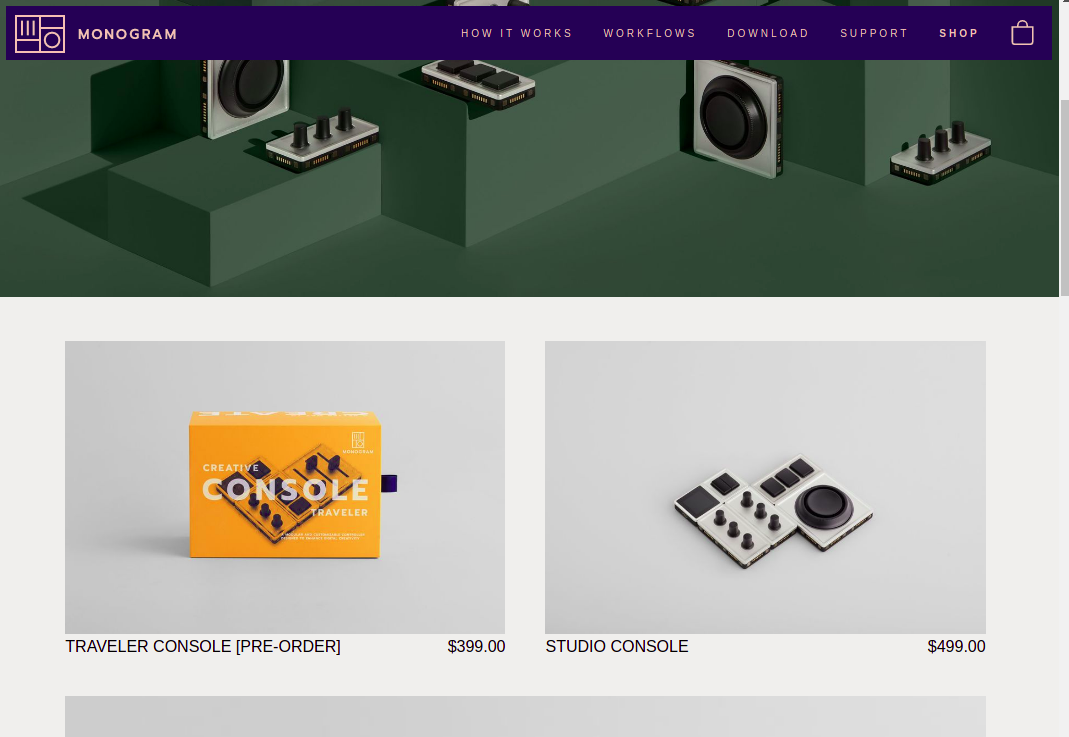 MONOGRAM
HOW IT WORKS
WORKFLOWS
DOWNLOAD
SUPPORT
SHOP
MONOGRAM
CREATIVE
CONSOLE
TRAVELER
TRAVELER CONSOLE [PRE-ORDER]
$399.00
STUDIO CONSOLE
$499.00